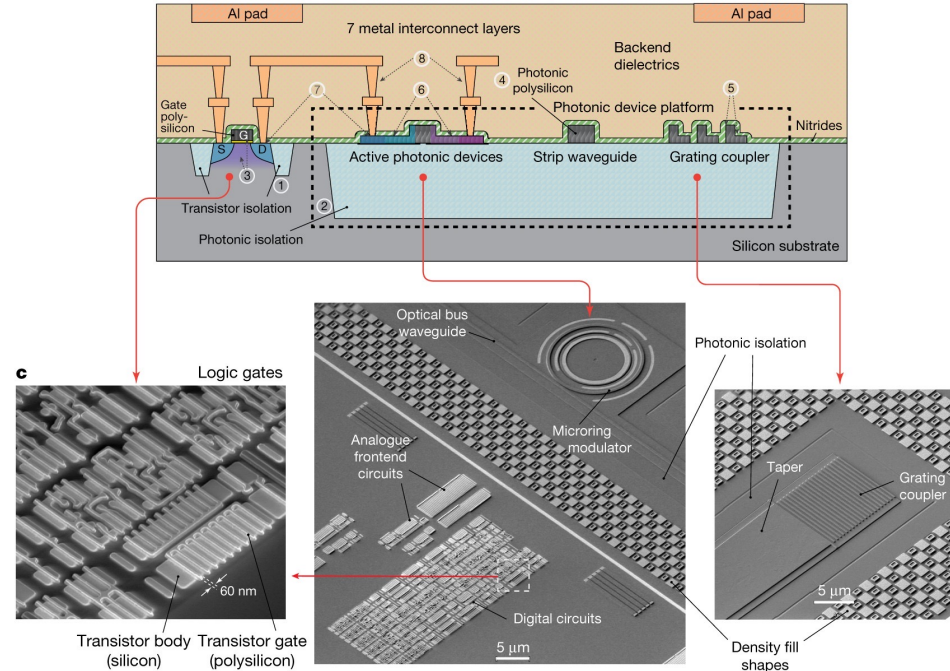 Al pad
Al pad
7 metal interconnect layers
Backend
dielectrics
8
4
Photonic
polysilicon
5
7
6
Photonic device platform
Gate
poly-
silicon
G
Nitrides
S
D
Active photonic devices
Strip waveguide
Grating coupler
3
1
Transistor isolation
2
Photonic isolation
Silicon substrate
c
Logic gates
60 nm
Transistor body
(silicon)
Transistor gate
(polysilicon)
Optical bus
waveguide
Microring
modulator
Analogue
frontend
circuits
Digital circuits
5 μm
Photonic isolation
Taper
Grating
coupler
5 μm
Density fill
shapes